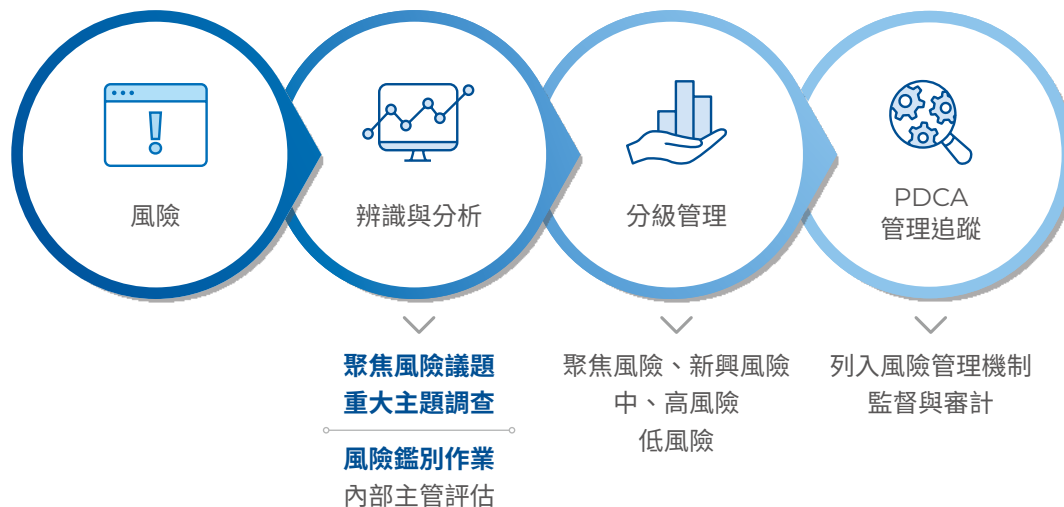 風險
辨識與分析
分級管理
PDCA
管理追蹤
聚焦風險議題
重大主題調查
風險鑑別作業
內部主管評估
聚焦風險、新興風險
中、高風險
低風險
列入風險管理機制
監督與審計